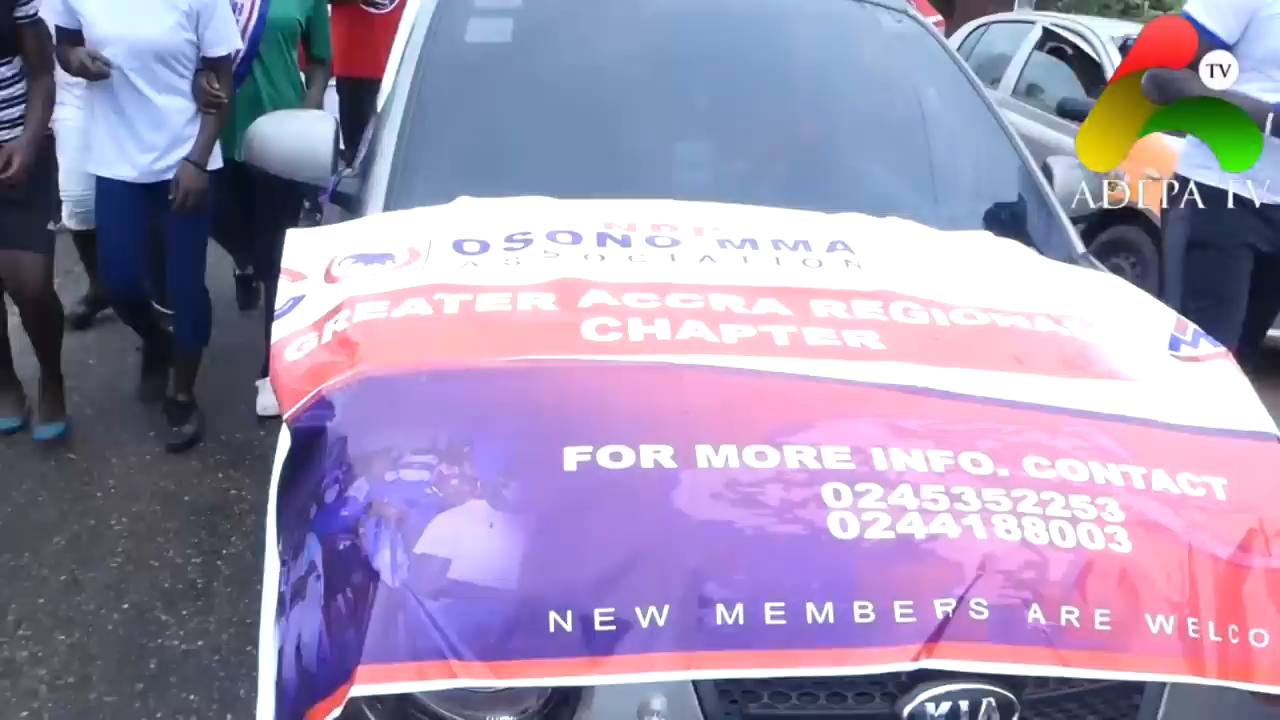 TV
ADEPA TV
OSONO MMA
ASSOCIATION
GREATER ACCRA REGIONAL
CHAPTER
FOR MORE INFO. CONTACT
0245352253
0244188003
NEW MEMBERS ARE WELCO
KIA